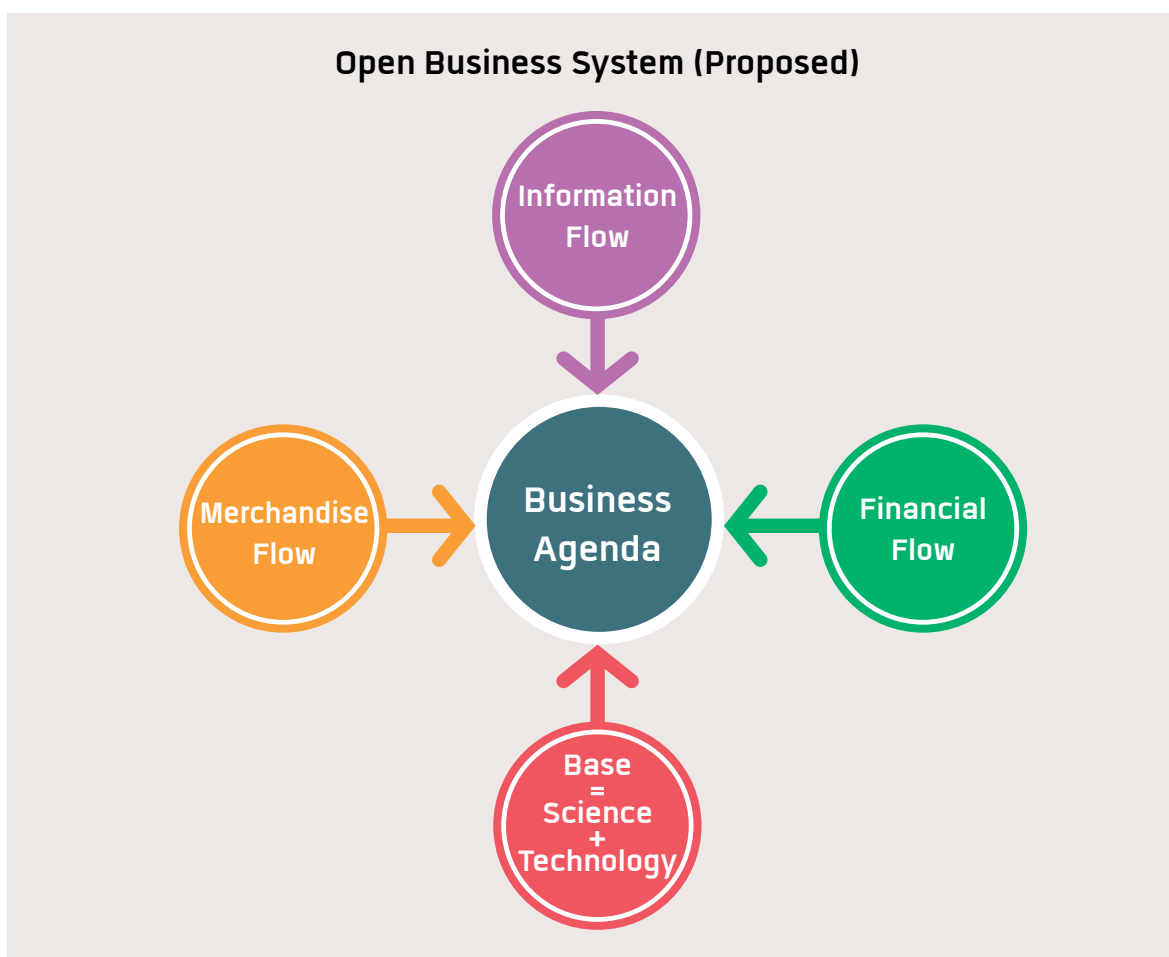 Open Business System (Proposed)
Information
Flow
Merchandise
Flow
Business
Agenda
Financial
Flow
Base
=
Science
+
Technology